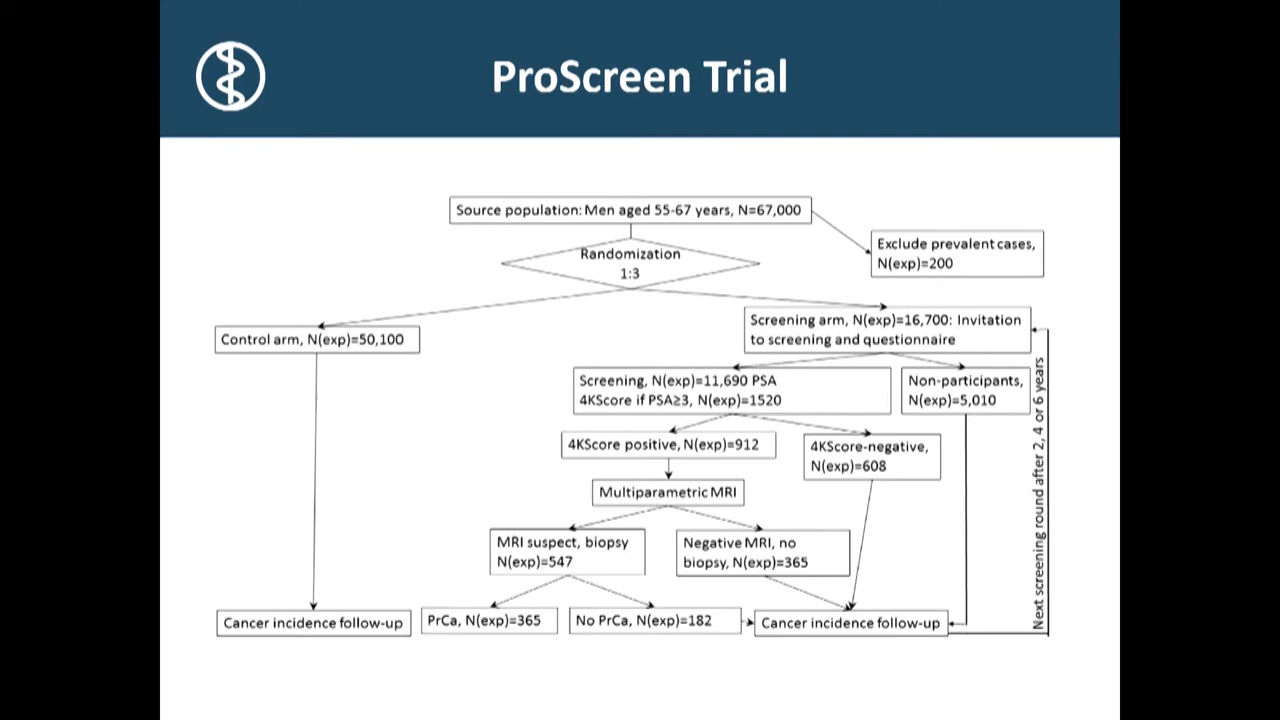 ProScreen Trial
Source population: Men aged 55-67 years, N=67,000
Exclude prevalent cases,
N(exp)=200
Randomization
1:3
Control arm, N(exp)=50,100
Screening arm, N(exp)=16,700: Invitation
to screening and questionnaire
Screening, N(exp)=11,690 PSA
4KScore if PSA≥3, N(exp)=1520
Non-participants,
N(exp)=5,010
4KScore positive, N(exp)=912
4KScore-negative,
N(exp)=608
Multiparametric MRI
MRI suspect, biopsy
N(exp)=547
Negative MRI, no
biopsy, N(exp)=365
Cancer incidence follow-up
PrCa, N(exp)=365
No PrCa, N(exp)=182
Cancer incidence follow-up
Next screening round after 2, 4 or 6 years